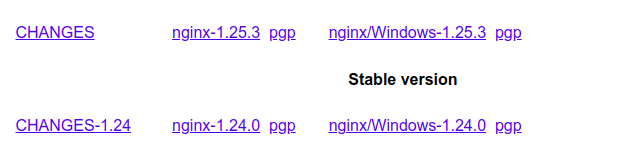 CHANGES nginx-1.25.3 pgp nginx/Windows-1.25.3 pgp
Stable version
CHANGES-1.24 nginx-1.24.0 pgp nginx/Windows-1.24.0 pgp